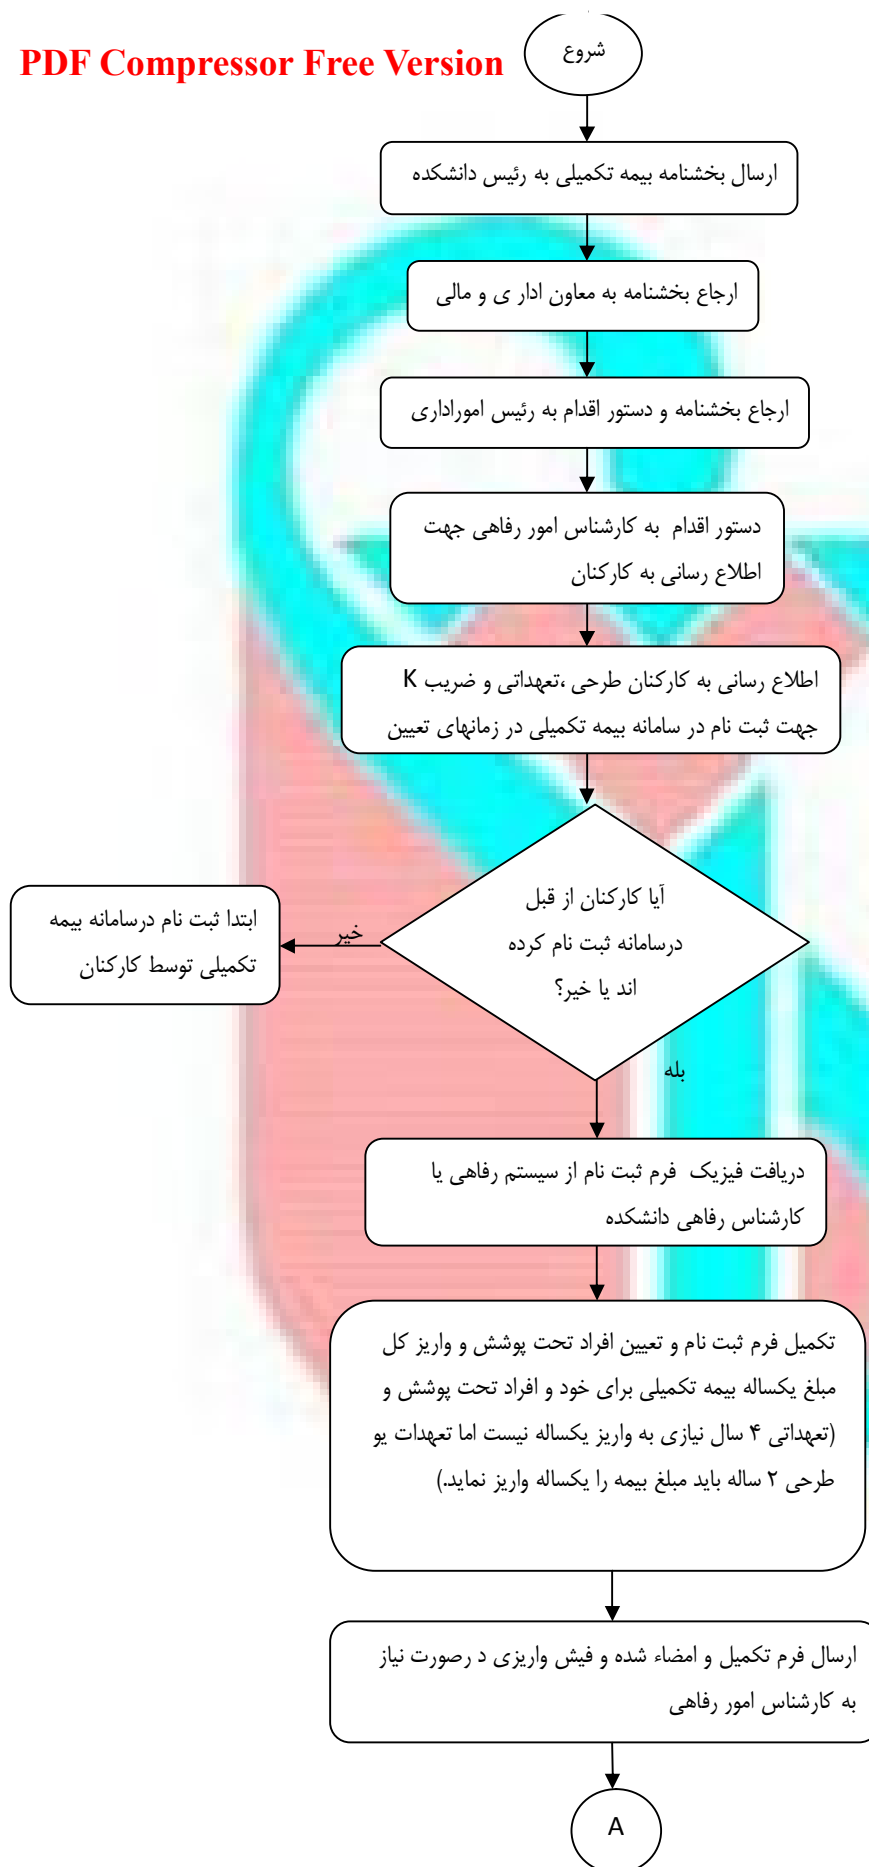 PDF Compressor Free Version
شروع
ارسال بخشنامه بیمه تکمیلی به رئیس دانشکده
ارجاع بخشنامه به معاون ادار ی و مالی
ارجاع بخشنامه و دستور اقدام به رئیس اموراداری
دستور اقدام به کارشناس امور رفاهی جهت
اطلاع رسانی به کارکنان
اطلاع رسانی به کارکنان طرحی ،تعهداتی و ضریب K
جهت ثبت نام در سامانه بیمه تکمیلی در زمانهای تعیین
آیا کارکنان از قبل
درسامانه ثبت نام کرده
اند یا خیر؟
خیر
ابتدا ثبت نام درسامانه بیمه
تکمیلی توسط کارکنان
بله
دریافت فیزیک فرم ثبت نام از سیستم رفاهی یا
کارشناس رفاهی دانشکده
تکمیل فرم ثبت نام و تعیین افراد تحت پوشش و واریز کل
مبلغ یکساله بیمه تکمیلی برای خود و افراد تحت پوشش و
(تعهداتی ۴ سال نیازی به واریز یکساله نیست اما تعهدات یو
طرحی ۲ ساله باید مبلغ بیمه را یکساله واریز نماید.)
ارسال فرم تکمیل و امضاء شده و فیش واریزی د رصورت نیاز
به کارشناس امور رفاهی
A